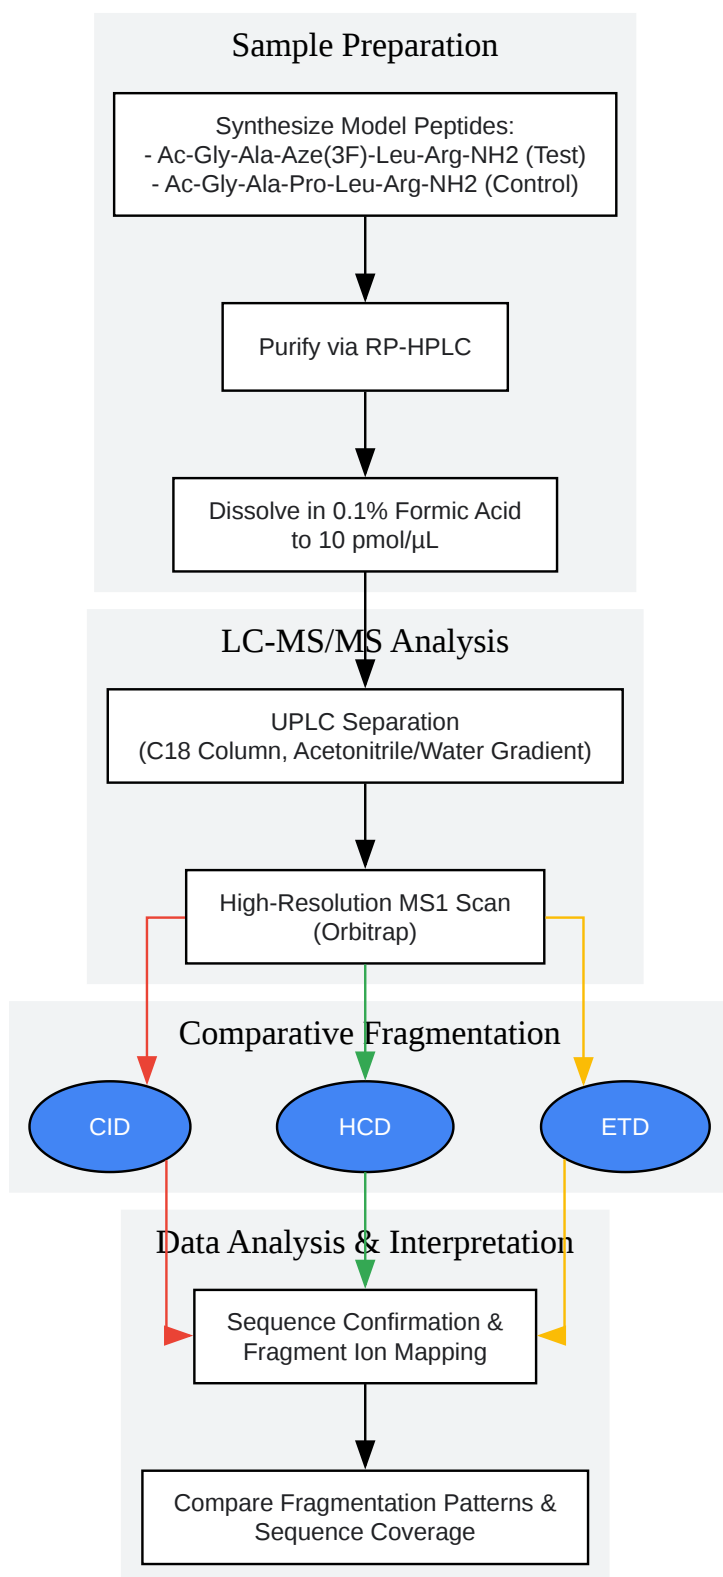 Sample Preparation
Synthesize Model Peptides:
- Ac-Gly-Ala-Aze(3F)-Leu-Arg-NH2 (Test)
- Ac-Gly-Ala-Pro-Leu-Arg-NH2 (Control)
Purify via RP-HPLC
Dissolve in 0.1% Formic Acid
to 10 pmol/µL
LC-MS/MS Analysis
UPLC Separation
(C18 Column, Acetonitrile/Water Gradient)
High-Resolution MS1 Scan
(Orbitrap)
Comparative Fragmentation
CID
HCD
ETD
Data Analysis & Interpretation
Sequence Confirmation &
Fragment Ion Mapping
Compare Fragmentation Patterns &
Sequence Coverage